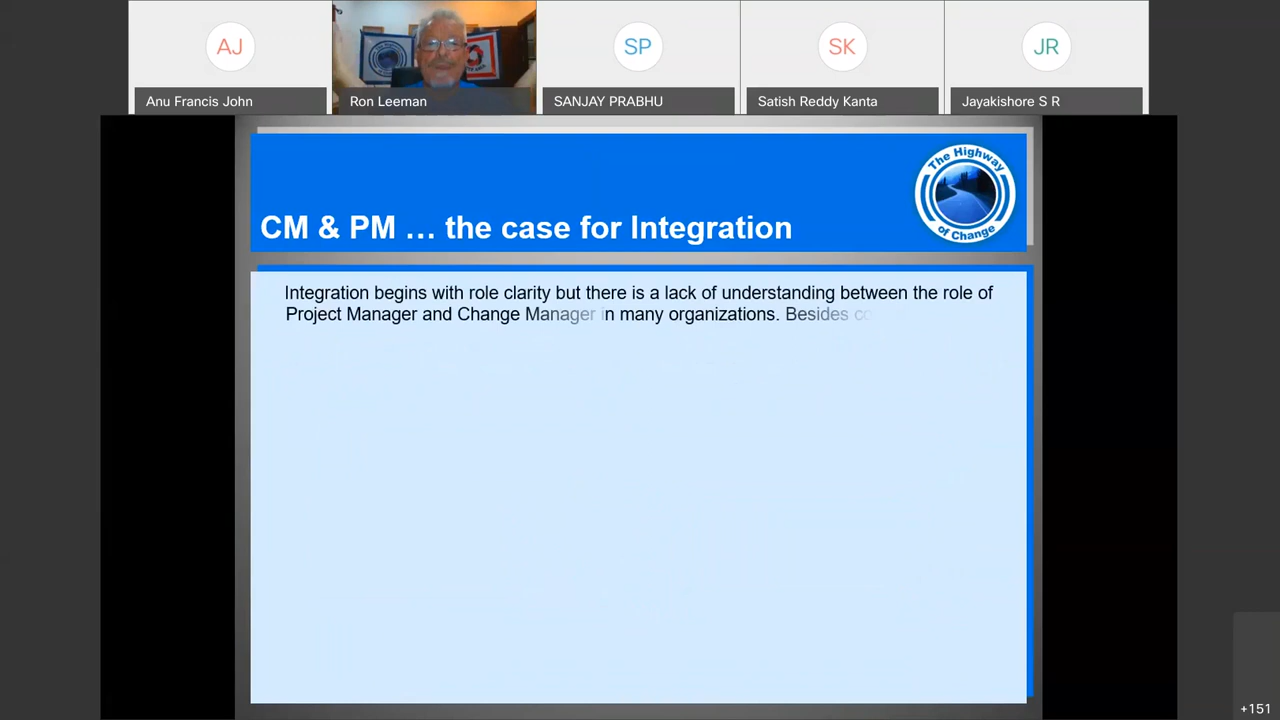 AJ
SP
SK
JR
Anu Francis John
Ron Leeman
SANJAY PRABHU
Satish Reddy Kanta
Jayakishore S R
The Highway
of Change
CM & PM … the case for Integration
Integration begins with role clarity but there is a lack of understanding between the role of
Project Manager and Change Manager in many organizations. Besides
+151